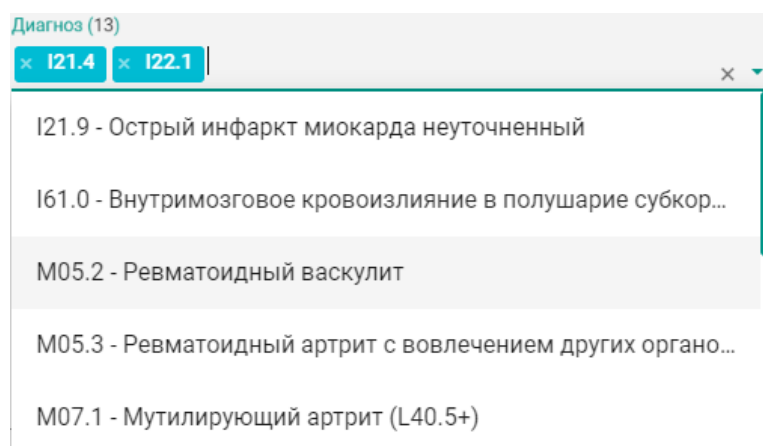 Диагноз (13)
× I21.4 × I22.1
I21.9 - Острый инфаркт миокарда неуточненный
I61.0 - Внутримозговое кровоизлияние в полушарие субкор...
M05.2 - Ревматоидный васкулит
M05.3 - Ревматоидный артрит с вовлечением других органо...
M07.1 - Мутилирующий артрит (L40.5+)